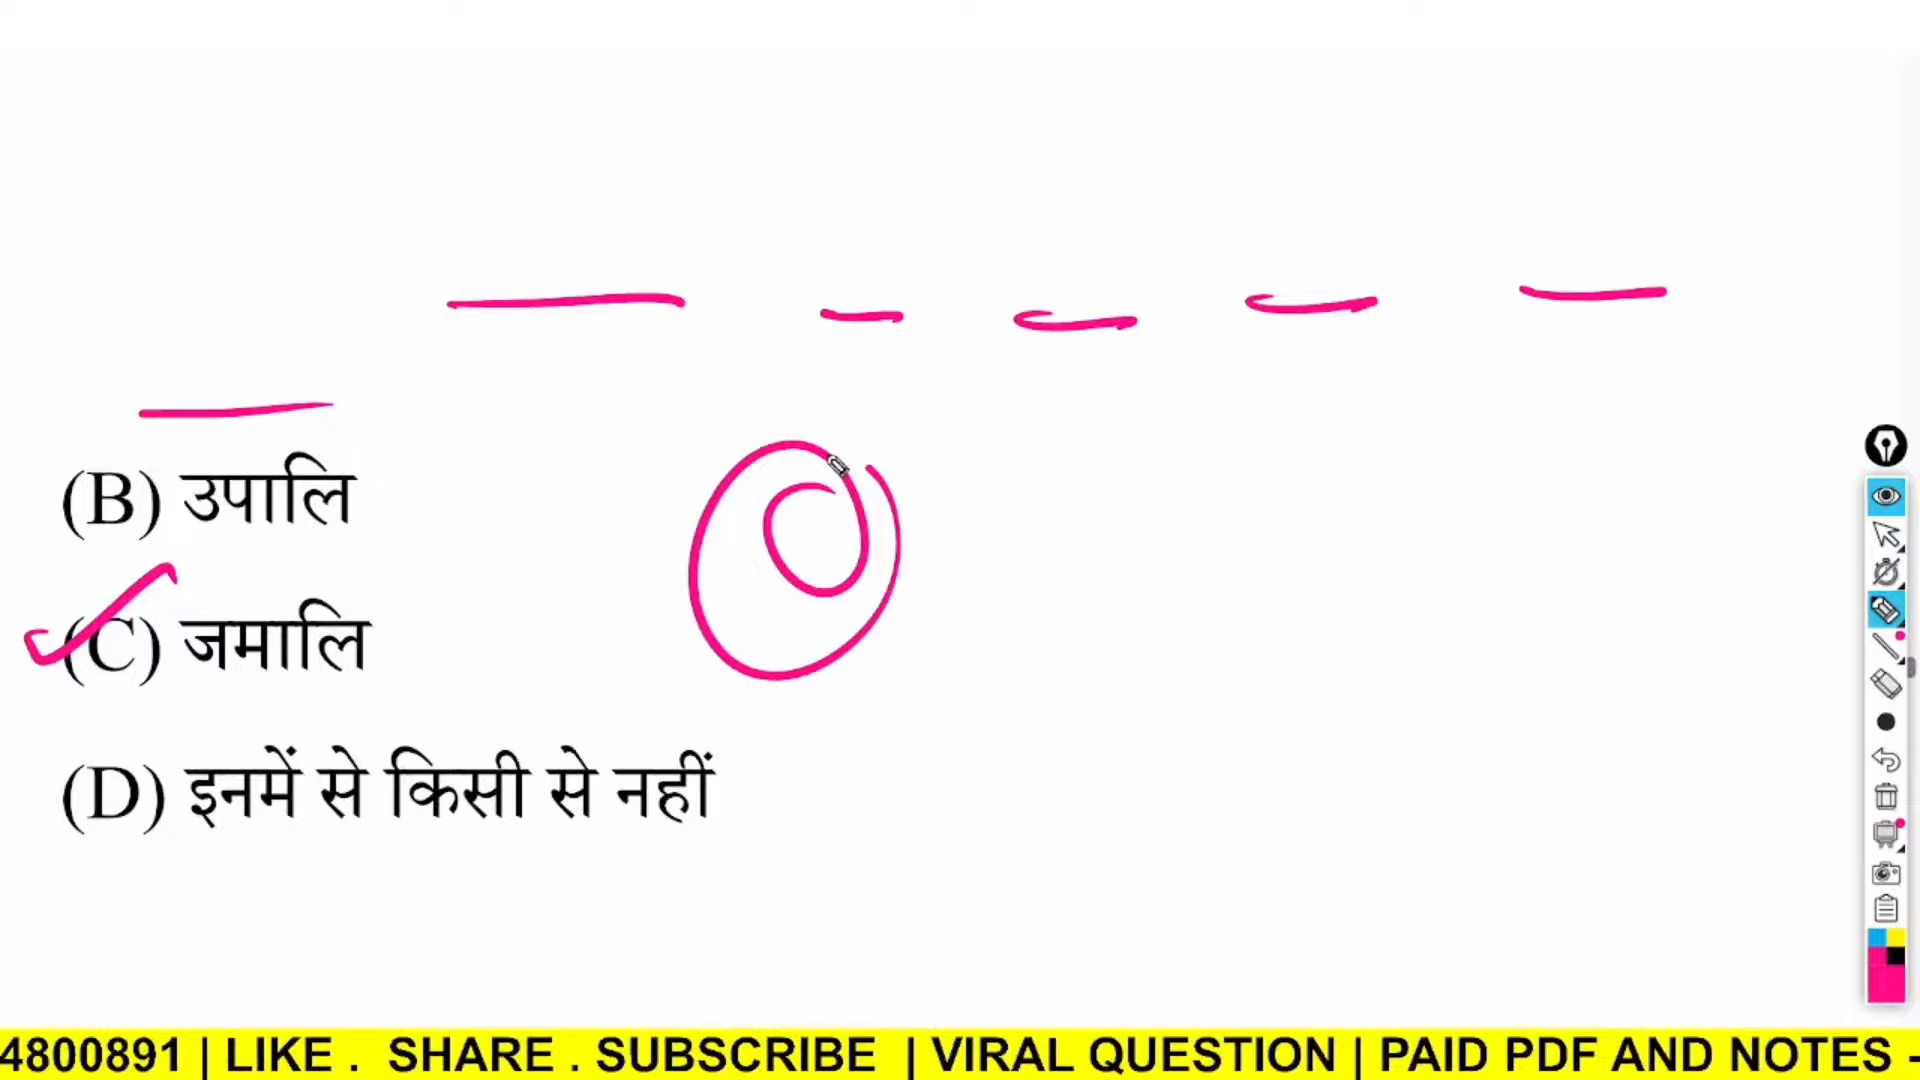 (B) उपालि
(C) जमालि
(D) इनमें से किसी से नहीं
4800891 | LIKE . SHARE . SUBSCRIBE | VIRAL QUESTION | PAID PDF AND NOTES -